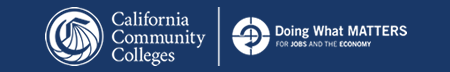 California
Community
Colleges
Doing What MATTERS
FOR JOBS AND THE ECONOMY